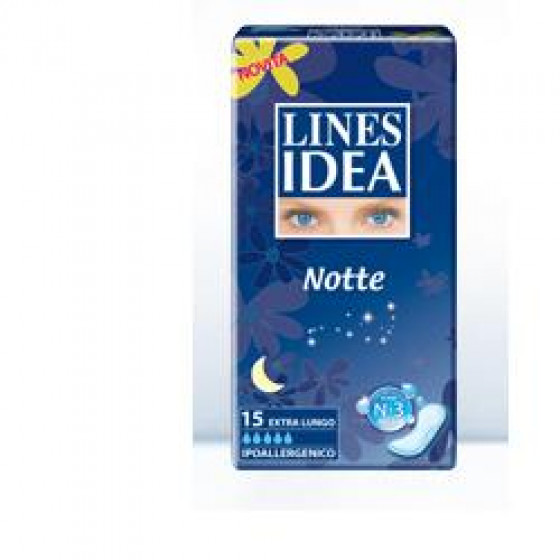 NOVITÀ
LINES
IDEA
Notte
N.3
15 EXTRA LUNGO
IPOALLERGENICO